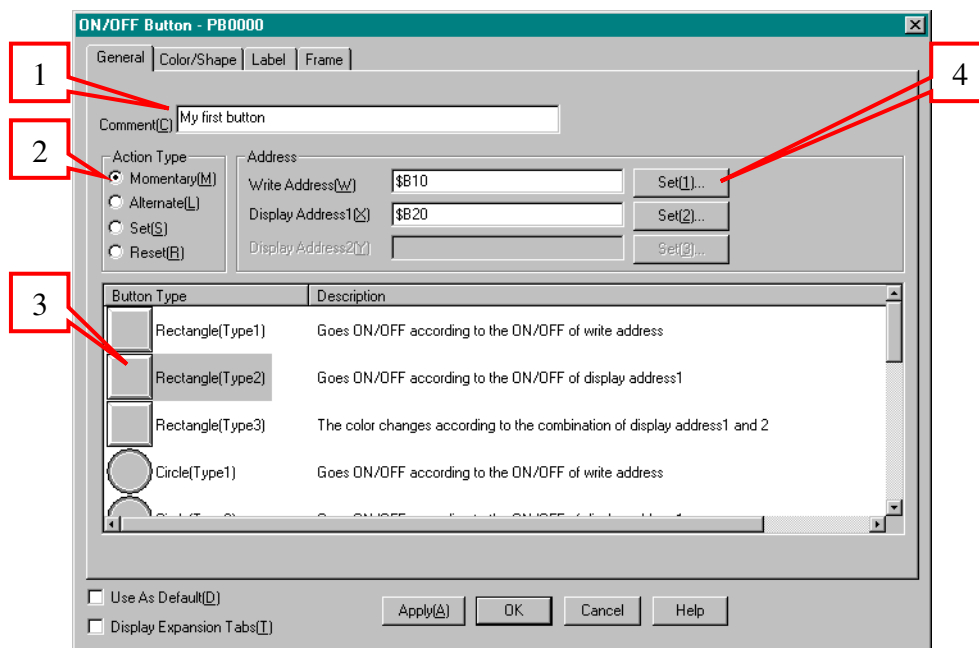 ON/OFF Button - PB0000
General Color/Shape Label Frame
1
4
Comment(C) My first button
2
Action Type
Momentary(M)
Alternate(L)
Set(S)
Reset(R)
Address
Write Address(W) $B10 Set(1)...
Display Address1(X) $B20 Set(2)...
Display Address2(Y) Set(3)...
3
Button Type Description
Rectangle(Type1) Goes ON/OFF according to the ON/OFF of write address
Rectangle(Type2) Goes ON/OFF according to the ON/OFF of display address1
Rectangle(Type3) The color changes according to the combination of display address1 and 2
Circle(Type1) Goes ON/OFF according to the ON/OFF of write address
Use As Default(D)
Display Expansion Tabs(T)
Apply(A) OK Cancel Help